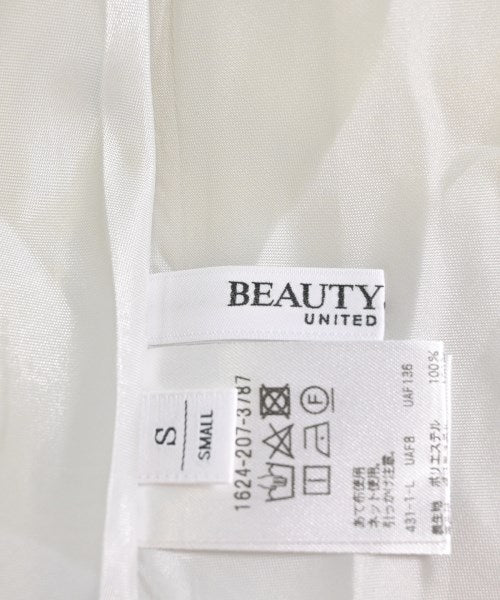 BEAUTY
UNITED
S
SMALL
1624-207-3787
F
あて布使用
ネット使用。
引っかけ注意。
431-1-L UAF8 UAF136
表生地 ポリエステル 100%